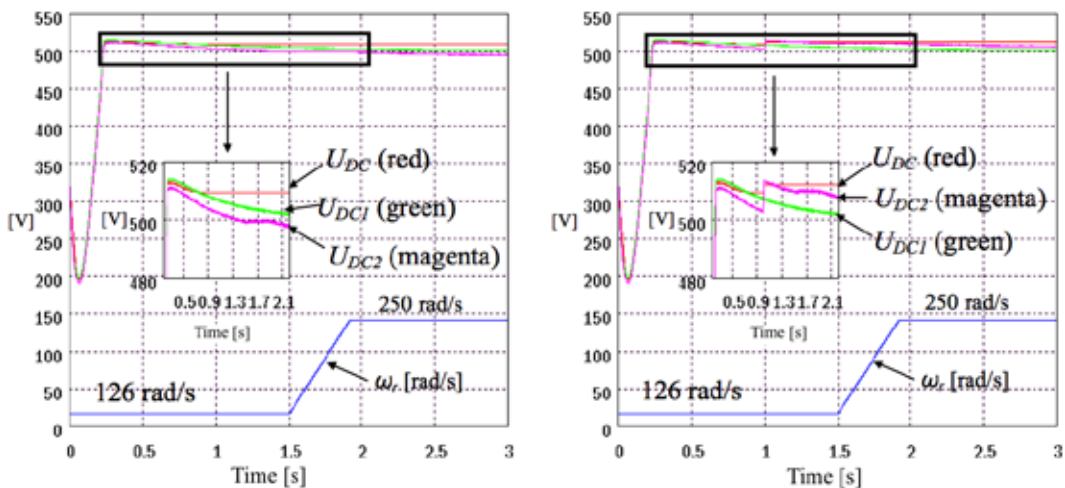 550
500
450
400
350
300
[V]
250
200
150
100
50
0
520
[V]
500
480
0.5 0.9 1.3 1.7 2.1
Time [s]
U_DC (red)
U_DC1 (green)
U_DC2 (magenta)
250 rad/s
126 rad/s
ω_r [rad/s]
0 0.5 1 1.5 2 2.5 3
Time [s]
550
500
450
400
350
300
[V]
250
200
150
100
50
0
520
[V]
500
480
0.5 0.9 1.3 1.7 2.1
Time [s]
U_DC (red)
U_DC2 (magenta)
U_DC1 (green)
250 rad/s
126 rad/s
ω_r [rad/s]
0 0.5 1 1.5 2 2.5 3
Time [s]